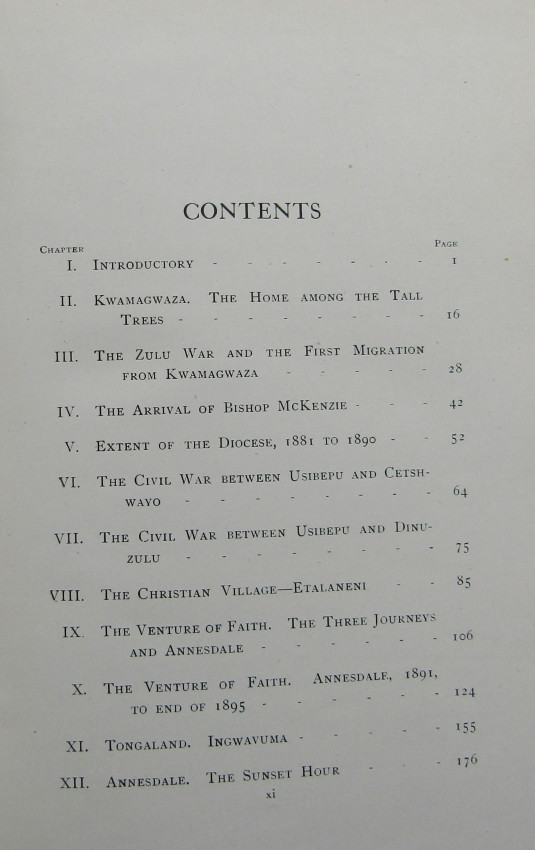 CONTENTS
Chapter Page
I. Introductory - - - - - - - 1
II. Kwamagwaza. The Home among the Tall
Trees - - - - - - - - 16
III. The Zulu War and the First Migration
from Kwamagwaza - - - - - 28
IV. The Arrival of Bishop McKenzie - - - 42
V. Extent of the Diocese, 1881 to 1890 - - 52
VI. The Civil War between Usibepu and Cetsh-
wayo - - - - - - - - 64
VII. The Civil War between Usibepu and Dinu-
zulu - - - - - - - - 75
VIII. The Christian Village—Etalaneni - - 85
IX. The Venture of Faith. The Three Journeys
and Annesdale - - - - - - 106
X. The Venture of Faith. Annesdale, 1891,
to end of 1895 - - - - - - 124
XI. Tongaland. Ingwavuma - - - - - 155
XII. Annesdale. The Sunset Hour - - - 176
xi